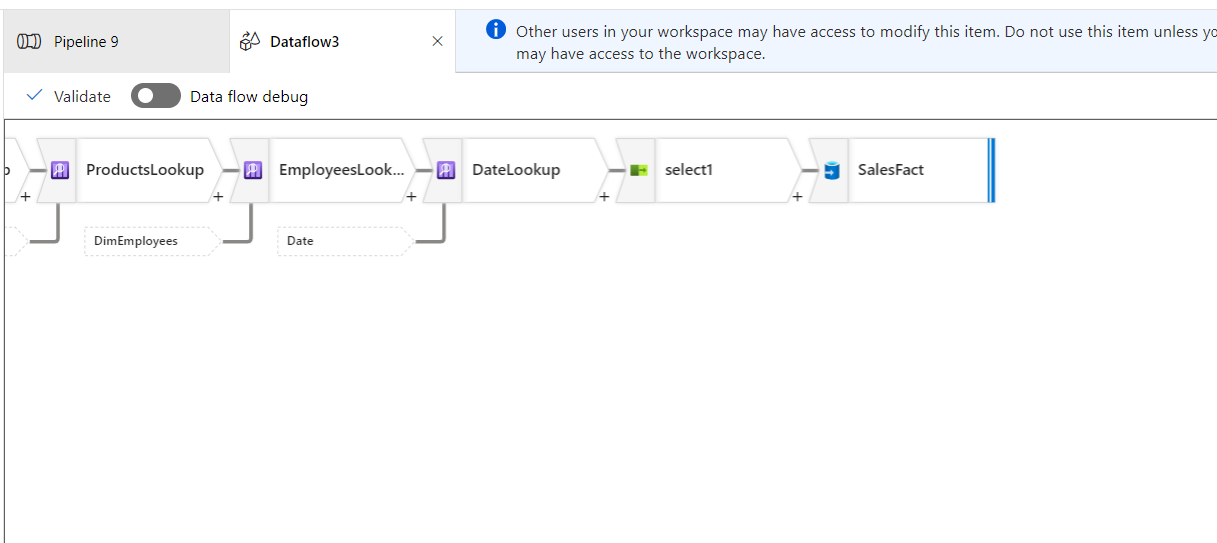 Pipeline 9
Dataflow3
Other users in your workspace may have access to modify this item. Do not use this item unless
may have access to the workspace.
Validate
Data flow debug
ProductsLookup
EmployeesLook...
DateLookup
select1
SalesFact
DimEmployees
Date